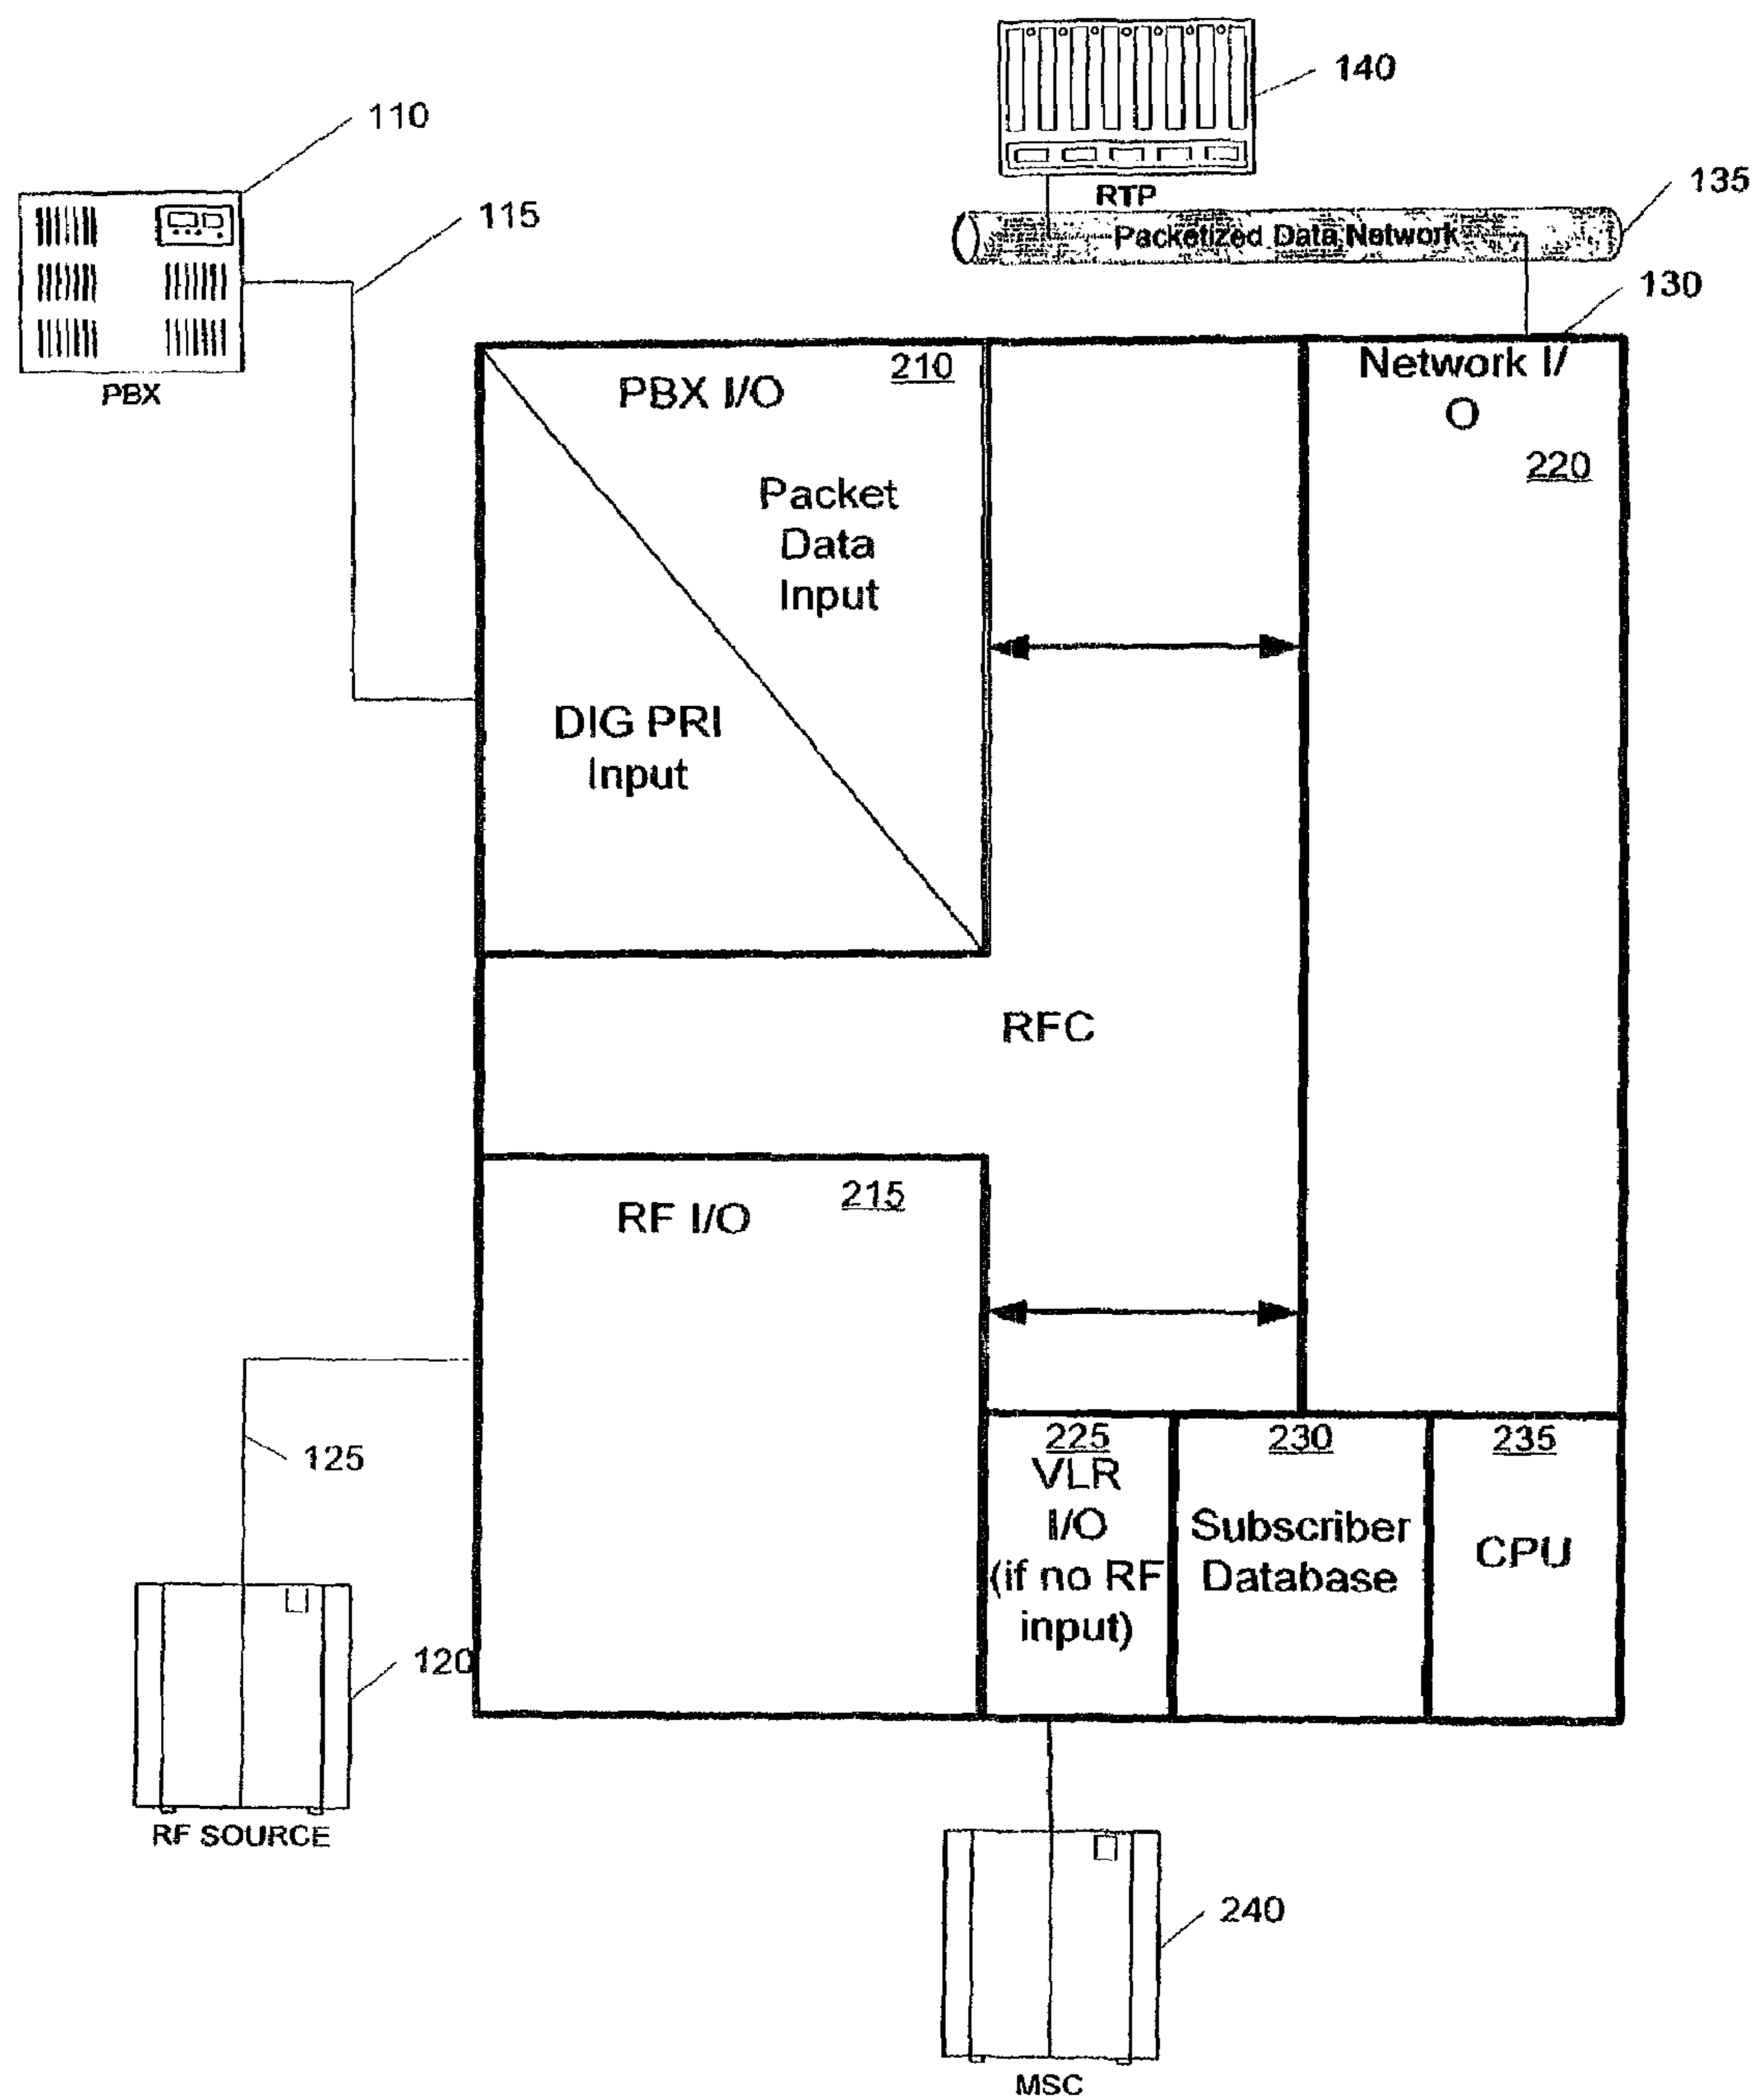 140
110
RTP
135
115
Packetized Data Network
130
PBX
210
PBX I/O
Network I/
O
220
Packet
Data
Input
DIG PRI
Input
RFC
215
RF I/O
125
225
VLR
I/O
(if no RF
input)
230
Subscriber
Database
235
CPU
120
RF SOURCE
240
MSC